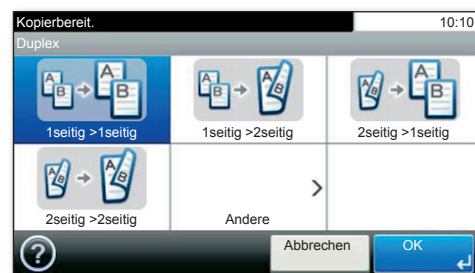 Kopierbereit. 10:10
Duplex
A B A B
1seitig >1seitig
A B A B
1seitig >2seitig
A B A B
2seitig >1seitig
A B A B
2seitig >2seitig
Andere
?
Abbrechen
OK